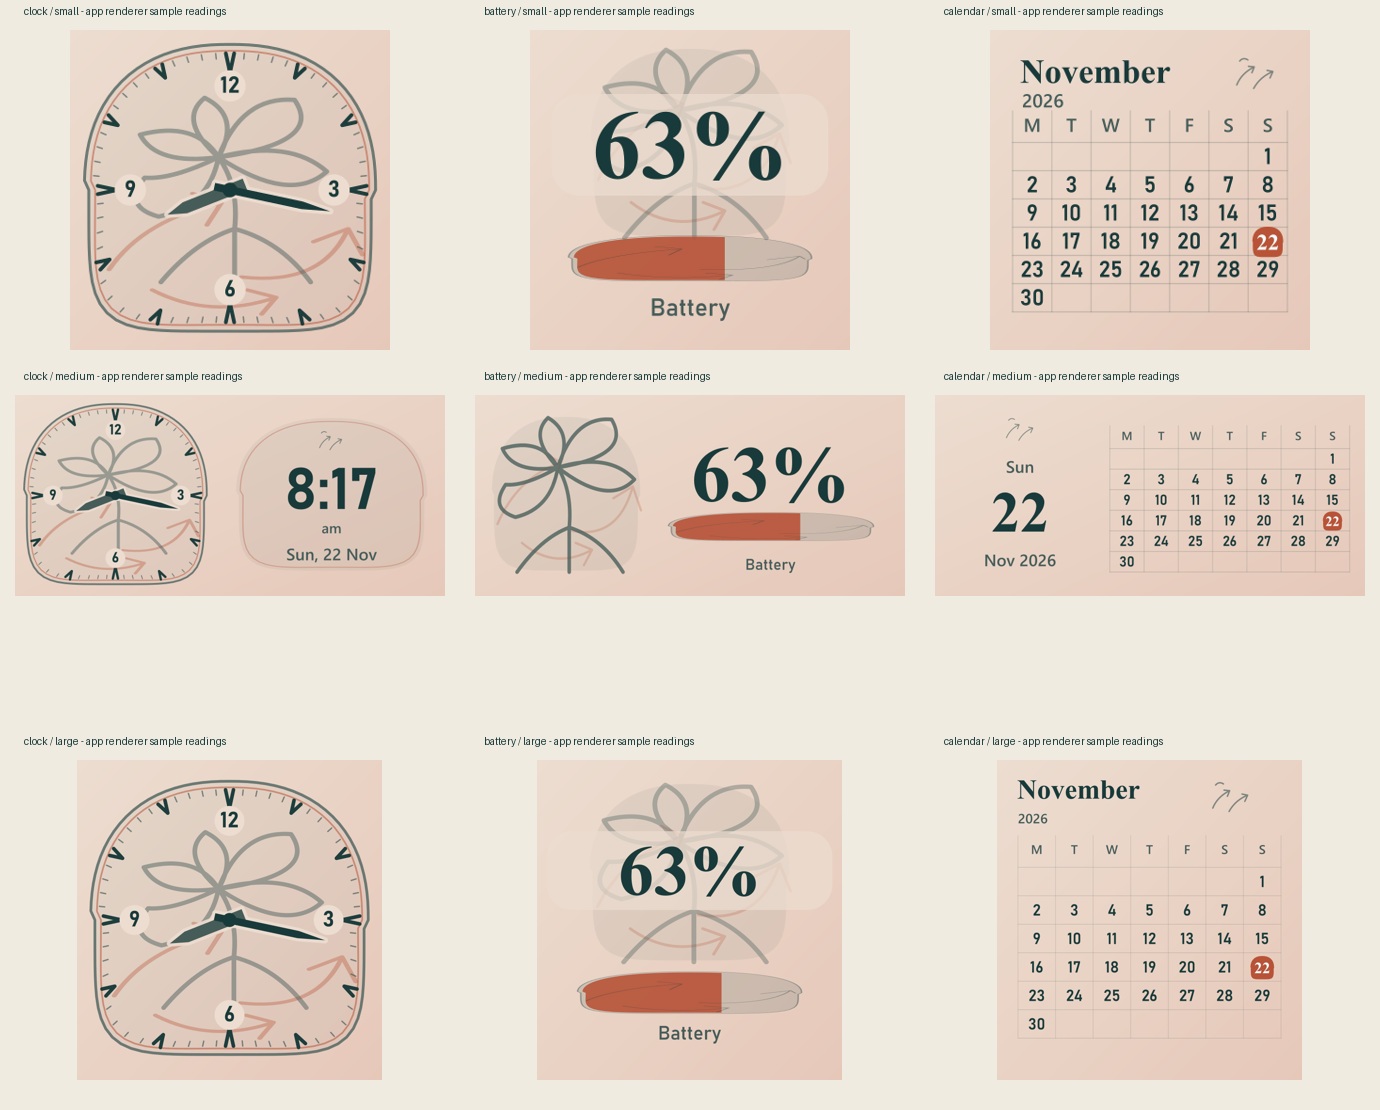 clock / small - app renderer sample readings
battery / small - app renderer sample readings
calendar / small - app renderer sample readings
12
9
3
6
63%
Battery
November
2026
M T W T F S S
1
2 3 4 5 6 7 8
9 10 11 12 13 14 15
16 17 18 19 20 21 22
23 24 25 26 27 28 29
30
clock / medium - app renderer sample readings
battery / medium - app renderer sample readings
calendar / medium - app renderer sample readings
12
9
3
6
8:17
am
Sun, 22 Nov
63%
Battery
Sun
22
Nov 2026
M T W T F S S
1
2 3 4 5 6 7 8
9 10 11 12 13 14 15
16 17 18 19 20 21 22
23 24 25 26 27 28 29
30
clock / large - app renderer sample readings
battery / large - app renderer sample readings
calendar / large - app renderer sample readings
12
9
3
6
63%
Battery
November
2026
M T W T F S S
1
2 3 4 5 6 7 8
9 10 11 12 13 14 15
16 17 18 19 20 21 22
23 24 25 26 27 28 29
30